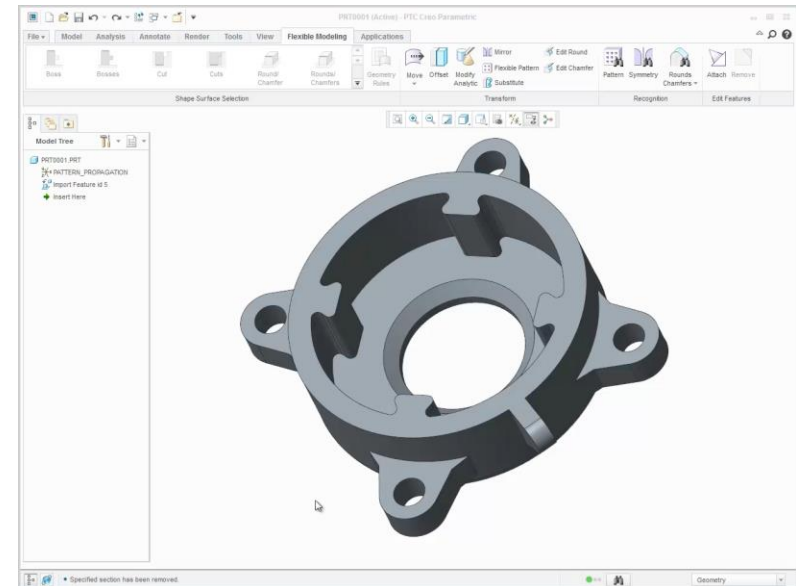 PRT0001 (Active) - PTC Creo Parametric
File Model Analysis Annotate Render Tools View Flexible Modeling Applications
Boss Bosses Cut Cuts Round/ Chamfer Rounds/ Chamfers Geometry Rules Move Offset Modify Analytic Mirror Flexible Pattern Substitute Edit Round Edit Chamfer Pattern Symmetry Rounds Chamfers Attach Remove
Shape Surface Selection Transform Recognition Edit Features
Model Tree
PRT0001.PRT
PATTERN_PROPAGATION
Import Feature id 5
Insert Here
Specified section has been removed. Geometry